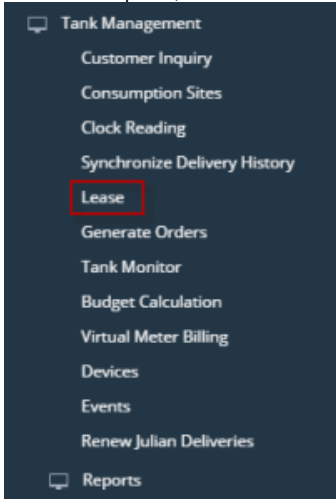 Tank Management
Customer Inquiry
Consumption Sites
Clock Reading
Synchronize Delivery History
Lease
Generate Orders
Tank Monitor
Budget Calculation
Virtual Meter Billing
Devices
Events
Renew Julian Deliveries
Reports